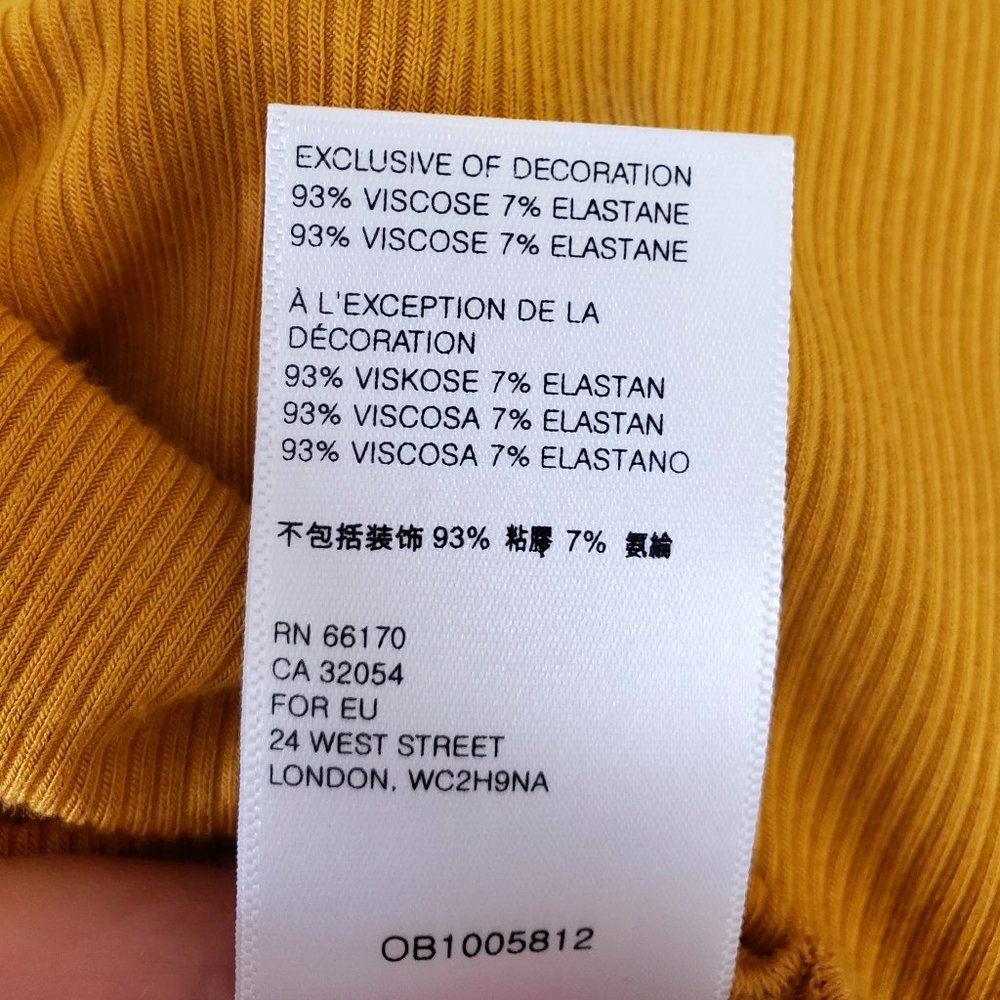 EXCLUSIVE OF DECORATION
93% VISCOSE 7% ELASTANE
93% VISCOSE 7% ELASTANE
À L'EXCEPTION DE LA
DÉCORATION
93% VISKOSE 7% ELASTAN
93% VISCOSA 7% ELASTAN
93% VISCOSA 7% ELASTANO
不包括装饰 93% 粘膠 7% 氨綸
RN 66170
CA 32054
FOR EU
24 WEST STREET
LONDON, WC2H9NA
OB1005812